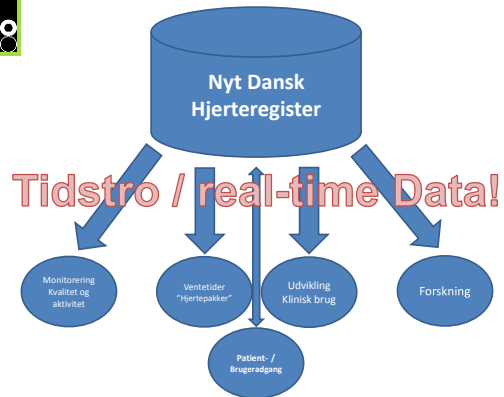 Nyt Dansk
Hjerteregister
Tidstro / real-time Data!
Monitorering
Kvalitet og
aktivitet
Ventetider
"Hjertepakker"
Udvikling
Klinisk brug
Forskning
Patient- /
Brugeradgang